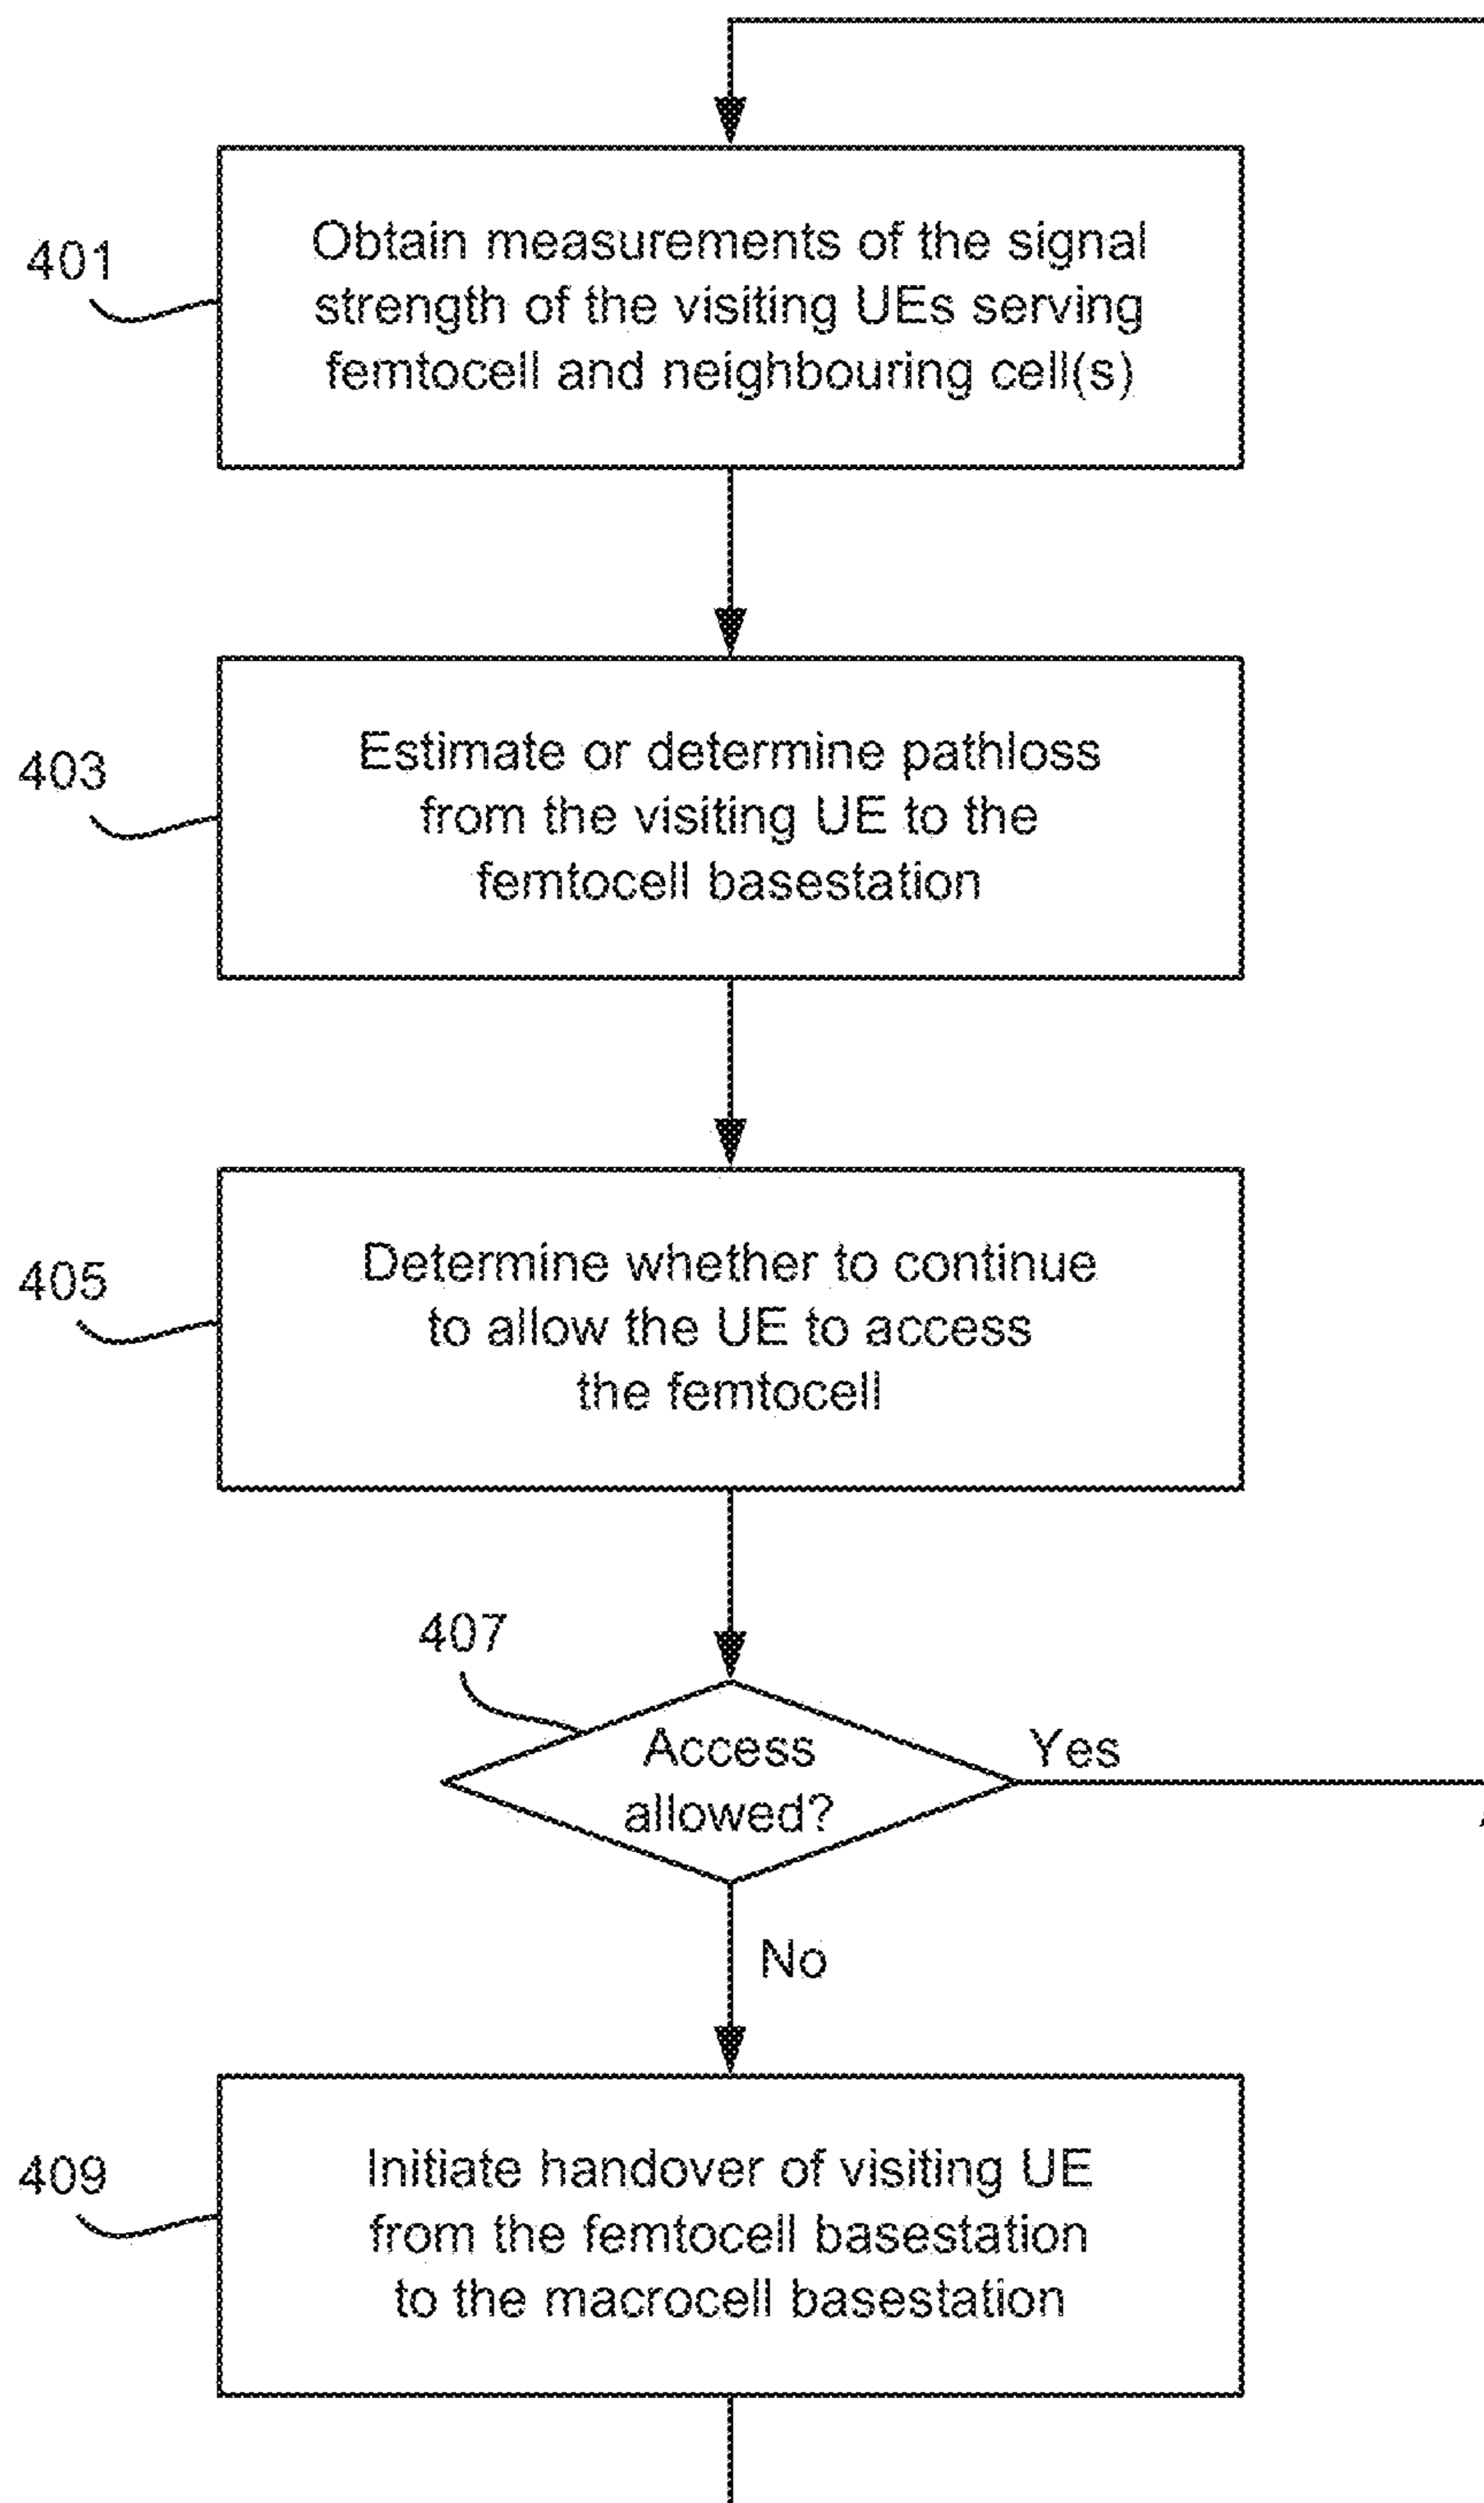 401
Obtain measurements of the signal
strength of the visiting UEs serving
femtocell and neighbouring cell(s)
403
Estimate or determine pathloss
from the visiting UE to the
femtocell basestation
405
Determine whether to continue
to allow the UE to access
the femtocell
407
Access
allowed?
Yes
No
409
Initiate handover of visiting UE
from the femtocell basestation
to the macrocell basestation